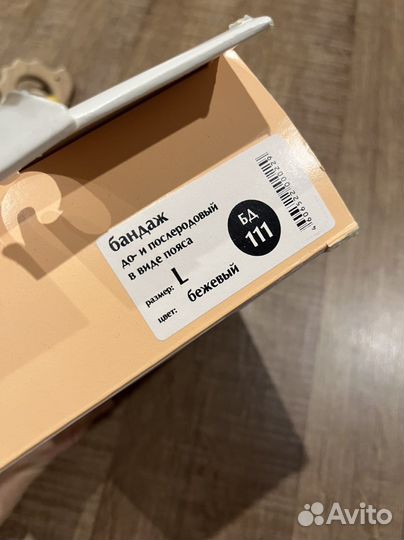 бандаж
до- и послеродовый
в виде пояса
размер: L
цвет: бежевый
БД
111
Avito